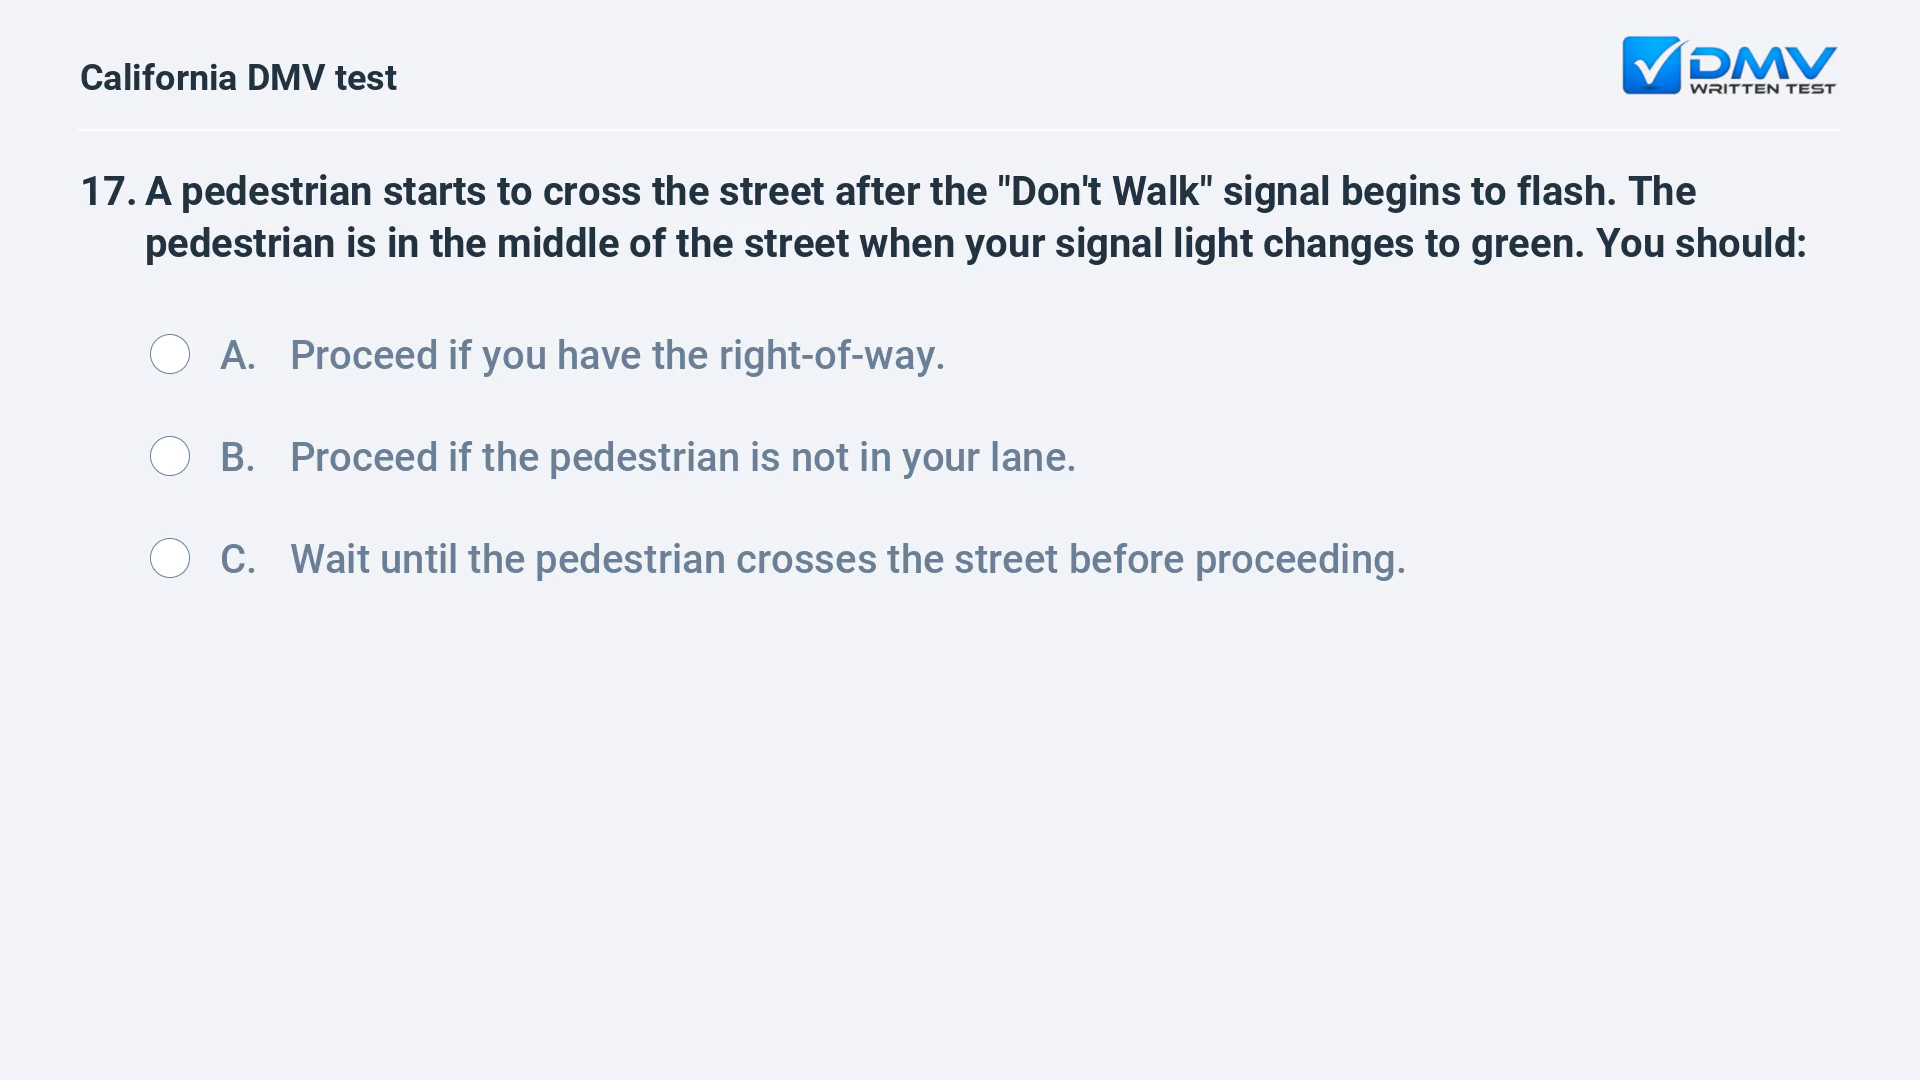 California DMV test
DMV
WRITTEN TEST
17. A pedestrian starts to cross the street after the "Don't Walk" signal begins to flash. The
pedestrian is in the middle of the street when your signal light changes to green. You should:
A. Proceed if you have the right-of-way.
B. Proceed if the pedestrian is not in your lane.
C. Wait until the pedestrian crosses the street before proceeding.